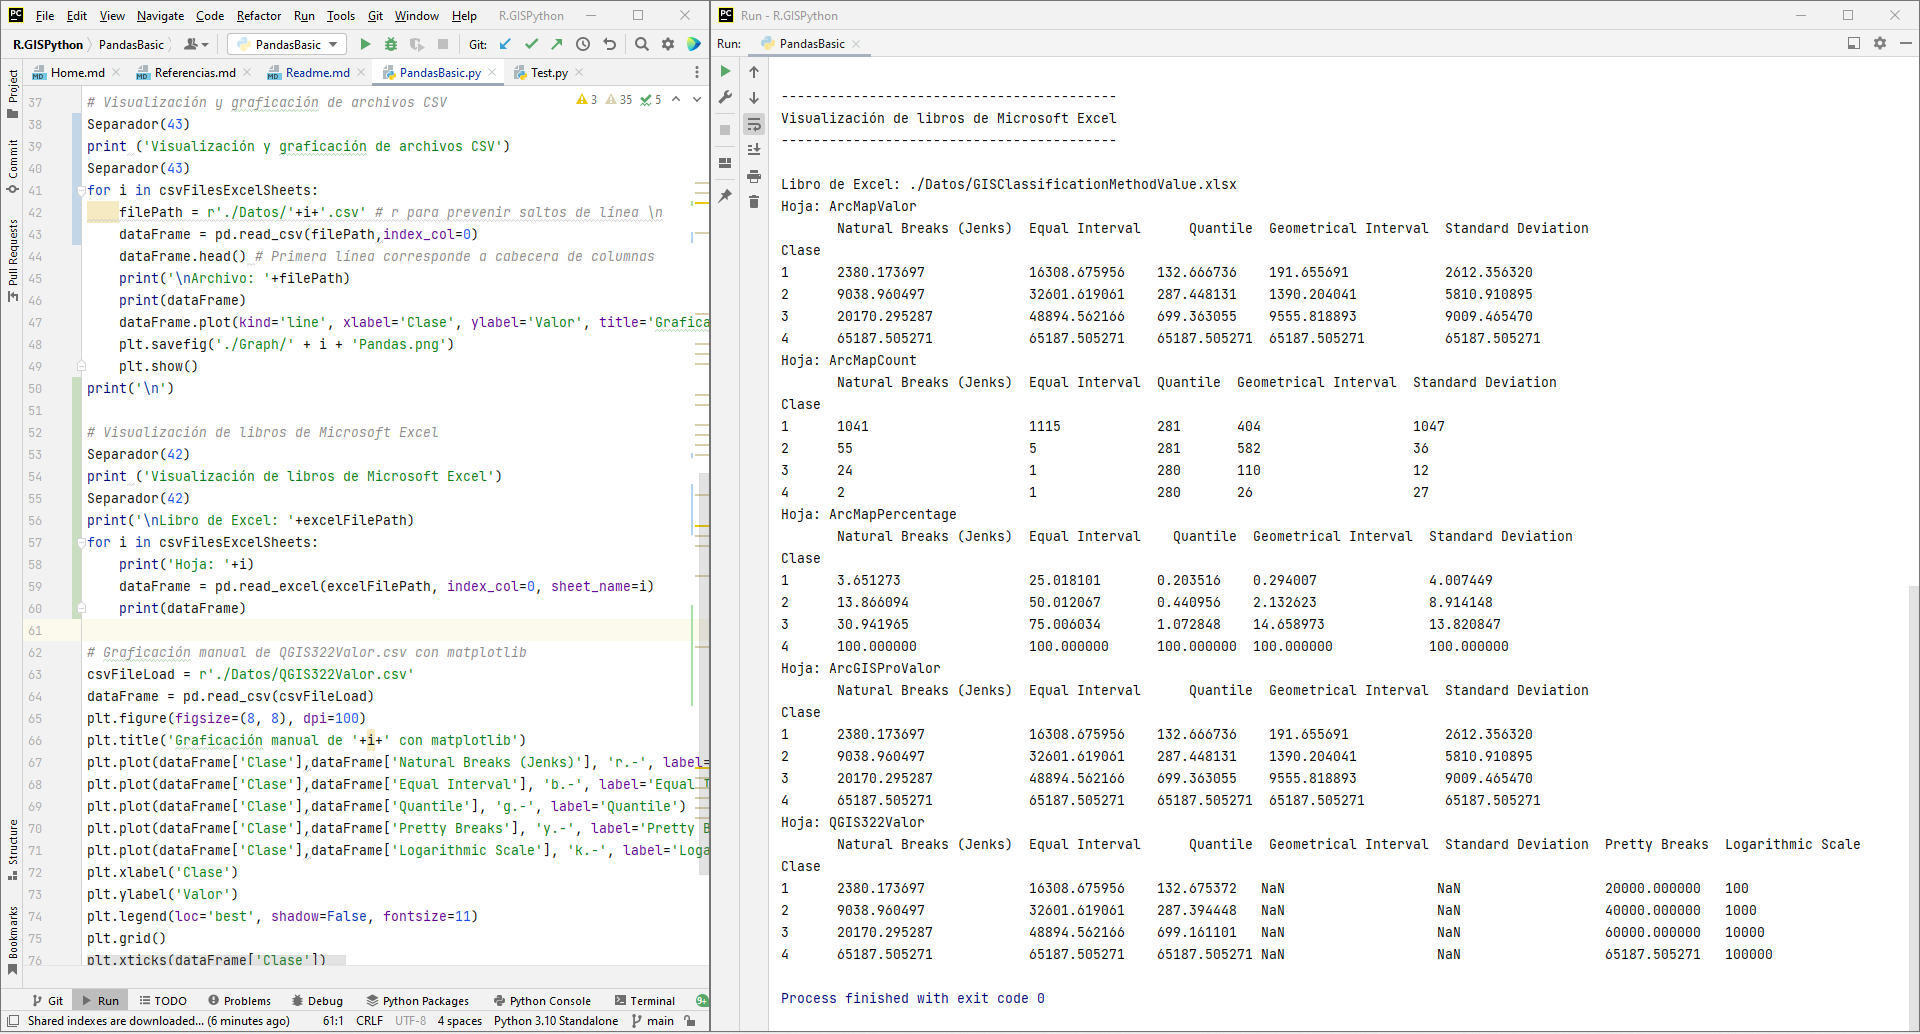 File Edit View Navigate Code Refactor Run Tools Git Window Help R.GISPython
R.GISPython PandasBasic PandasBasic Git:
Home.md Referencias.md Readme.md PandasBasic.py Test.py
Project
Commit
Pull Requests
Structure
Bookmarks
3 35 5
37 # Visualización y graficación de archivos CSV
38 Separador(43)
39 print ('Visualización y graficación de archivos CSV')
40 Separador(43)
41 for i in csvFilesExcelSheets:
42 filePath = r'./Datos/'+i+'.csv' # r para prevenir saltos de línea \n
43 dataFrame = pd.read_csv(filePath,index_col=0)
44 dataFrame.head() # Primera línea corresponde a cabecera de columnas
45 print('\nArchivo: '+filePath)
46 print(dataFrame)
47 dataFrame.plot(kind='line', xlabel='Clase', ylabel='Valor', title='Grafica
48 plt.savefig('./Graph/' + i + 'Pandas.png')
49 plt.show()
50 print('\n')
51
52 # Visualización de libros de Microsoft Excel
53 Separador(42)
54 print ('Visualización de libros de Microsoft Excel')
55 Separador(42)
56 print('\nLibro de Excel: '+excelFilePath)
57 for i in csvFilesExcelSheets:
58 print('Hoja: '+i)
59 dataFrame = pd.read_excel(excelFilePath, index_col=0, sheet_name=i)
60 print(dataFrame)
61
62 # Graficación manual de QGIS322Valor.csv con matplotlib
63 csvFileLoad = r'./Datos/QGIS322Valor.csv'
64 dataFrame = pd.read_csv(csvFileLoad)
65 plt.figure(figsize=(8, 8), dpi=100)
66 plt.title('Graficación manual de '+i+' con matplotlib')
67 plt.plot(dataFrame['Clase'],dataFrame['Natural Breaks (Jenks)'], 'r.-', label=
68 plt.plot(dataFrame['Clase'],dataFrame['Equal Interval'], 'b.-', label='Equal I
69 plt.plot(dataFrame['Clase'],dataFrame['Quantile'], 'g.-', label='Quantile')
70 plt.plot(dataFrame['Clase'],dataFrame['Pretty Breaks'], 'y.-', label='Pretty B
71 plt.plot(dataFrame['Clase'],dataFrame['Logarithmic Scale'], 'k.-', label='Loga
72 plt.xlabel('Clase')
73 plt.ylabel('Valor')
74 plt.legend(loc='best', shadow=False, fontsize=11)
75 plt.grid()
76 plt.xticks(dataFrame['Clase'])
Git Run TODO Problems Debug Python Packages Python Console Terminal 9+
Shared indexes are downloaded... (6 minutes ago) 61:1 CRLF UTF-8 4 spaces Python 3.10 Standalone main
Run - R.GISPython
Run: PandasBasic
------------------------------------------
Visualización de libros de Microsoft Excel
------------------------------------------
Libro de Excel: ./Datos/GISClassificationMethodValue.xlsx
Hoja: ArcMapValor
Natural Breaks (Jenks) Equal Interval Quantile Geometrical Interval Standard Deviation
Clase
1 2380.173697 16308.675956 132.666736 191.655691 2612.356320
2 9038.960497 32601.619061 287.448131 1390.204041 5810.910895
3 20170.295287 48894.562166 699.363055 9555.818893 9009.465470
4 65187.505271 65187.505271 65187.505271 65187.505271 65187.505271
Hoja: ArcMapCount
Natural Breaks (Jenks) Equal Interval Quantile Geometrical Interval Standard Deviation
Clase
1 1041 1115 281 404 1047
2 55 5 281 582 36
3 24 1 280 110 12
4 2 1 280 26 27
Hoja: ArcMapPercentage
Natural Breaks (Jenks) Equal Interval Quantile Geometrical Interval Standard Deviation
Clase
1 3.651273 25.018101 0.203516 0.294007 4.007449
2 13.866094 50.012067 0.440956 2.132623 8.914148
3 30.941965 75.006034 1.072848 14.658973 13.820847
4 100.000000 100.000000 100.000000 100.000000 100.000000
Hoja: ArcGISProValor
Natural Breaks (Jenks) Equal Interval Quantile Geometrical Interval Standard Deviation
Clase
1 2380.173697 16308.675956 132.666736 191.655691 2612.356320
2 9038.960497 32601.619061 287.448131 1390.204041 5810.910895
3 20170.295287 48894.562166 699.363055 9555.818893 9009.465470
4 65187.505271 65187.505271 65187.505271 65187.505271 65187.505271
Hoja: QGIS322Valor
Natural Breaks (Jenks) Equal Interval Quantile Geometrical Interval Standard Deviation Pretty Breaks Logarithmic Scale
Clase
1 2380.173697 16308.675956 132.675372 NaN NaN 20000.000000 100
2 9038.960497 32601.619061 287.394448 NaN NaN 40000.000000 1000
3 20170.295287 48894.562166 699.161101 NaN NaN 60000.000000 10000
4 65187.505271 65187.505271 65187.505271 NaN NaN 65187.505271 100000
Process finished with exit code 0